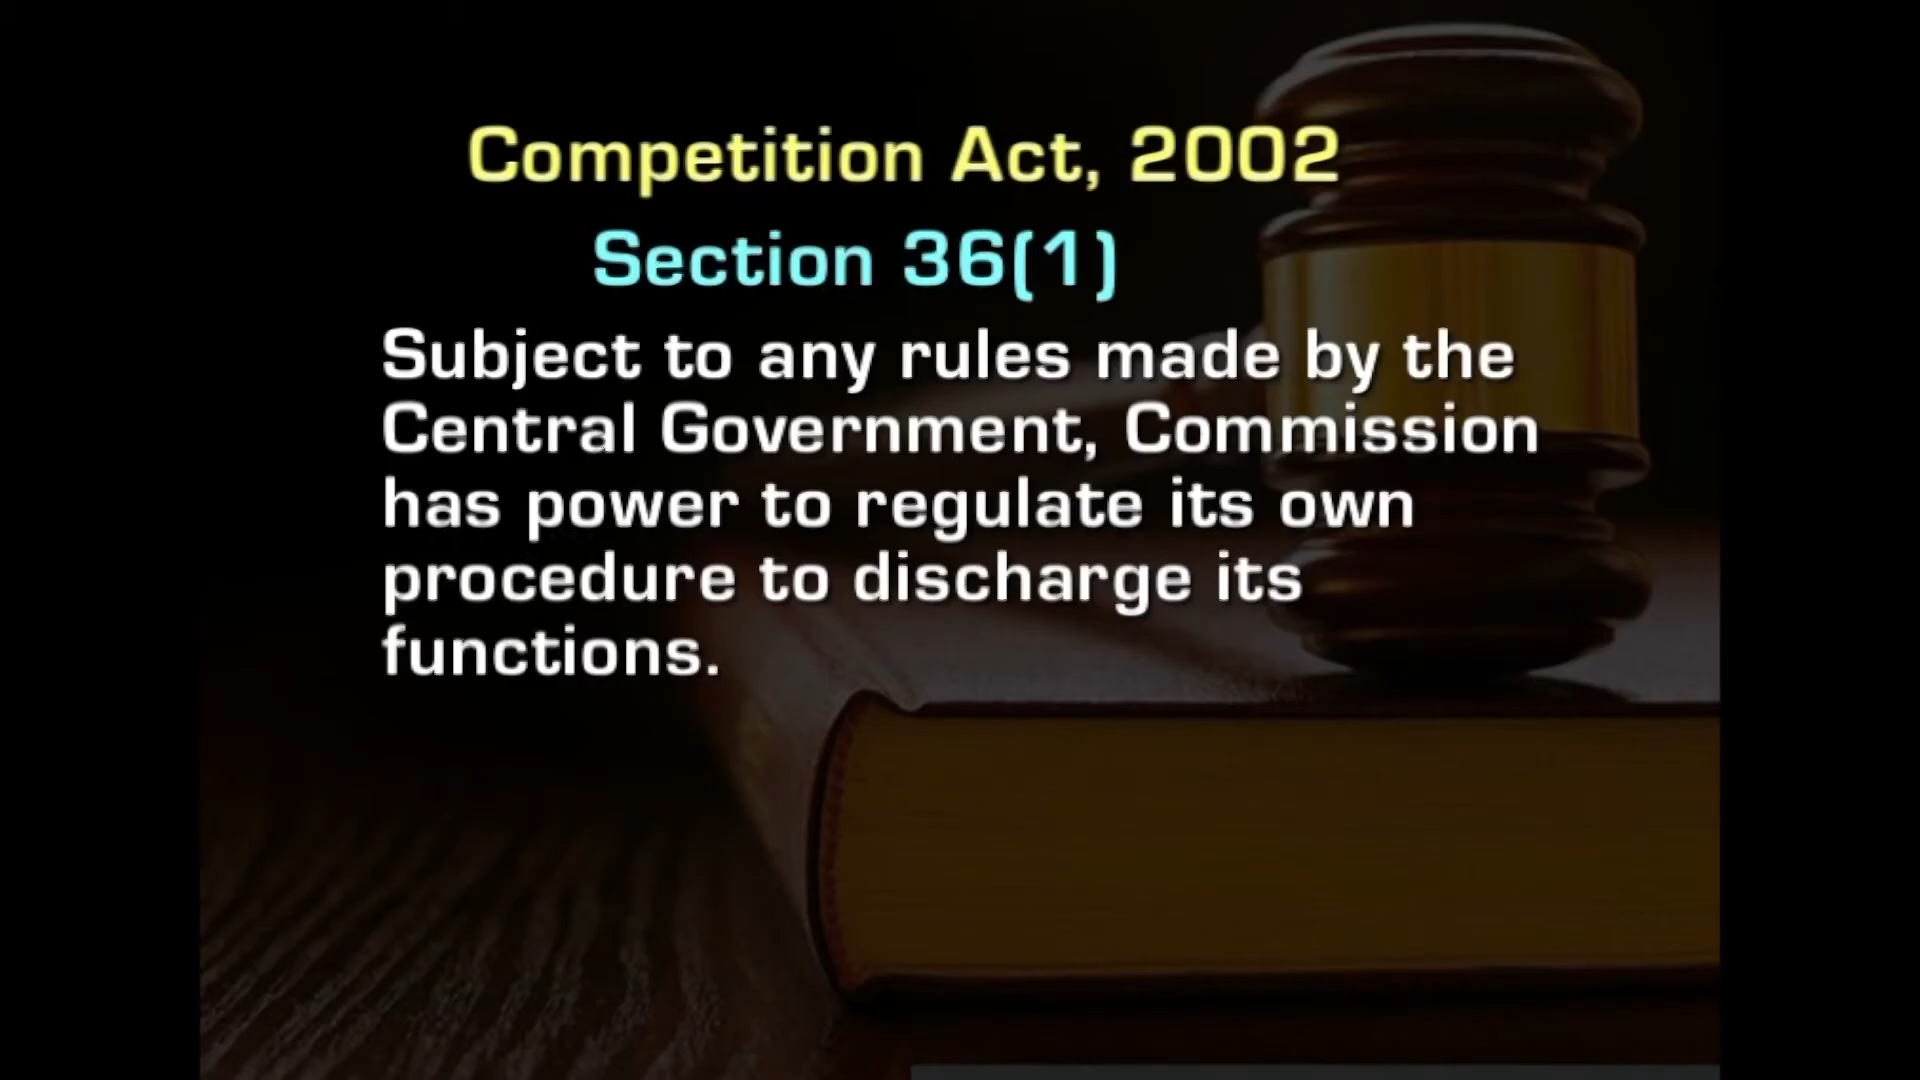 Competition Act, 2002
Section 36(1)
Subject to any rules made by the
Central Government, Commission
has power to regulate its own
procedure to discharge its
functions.